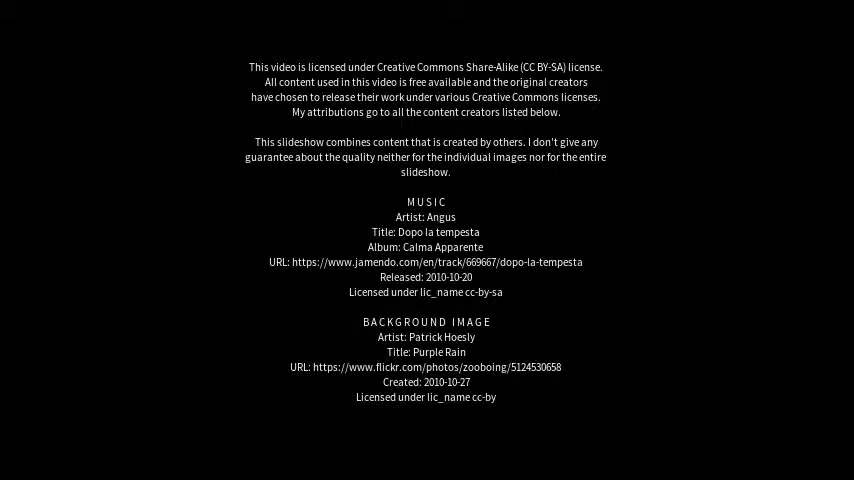 This video is licensed under Creative Commons Share-Alike (CC BY-SA) license.
All content used in this video is free available and the original creators
have chosen to release their work under various Creative Commons licenses.
My attributions go to all the content creators listed below.
This slideshow combines content that is created by others. I don't give any
guarantee about the quality neither for the individual images nor for the entire
slideshow.
MUSIC
Artist: Angus
Title: Dopo la tempesta
Album: Calma Apparente
URL: https://www.jamendo.com/en/track/669667/dopo-la-tempesta
Released: 2010-10-20
Licensed under lic_name cc-by-sa
BACKGROUND IMAGE
Artist: Patrick Hoesly
Title: Purple Rain
URL: https://www.flickr.com/photos/zooboing/5124530658
Created: 2010-10-27
Licensed under lic_name cc-by